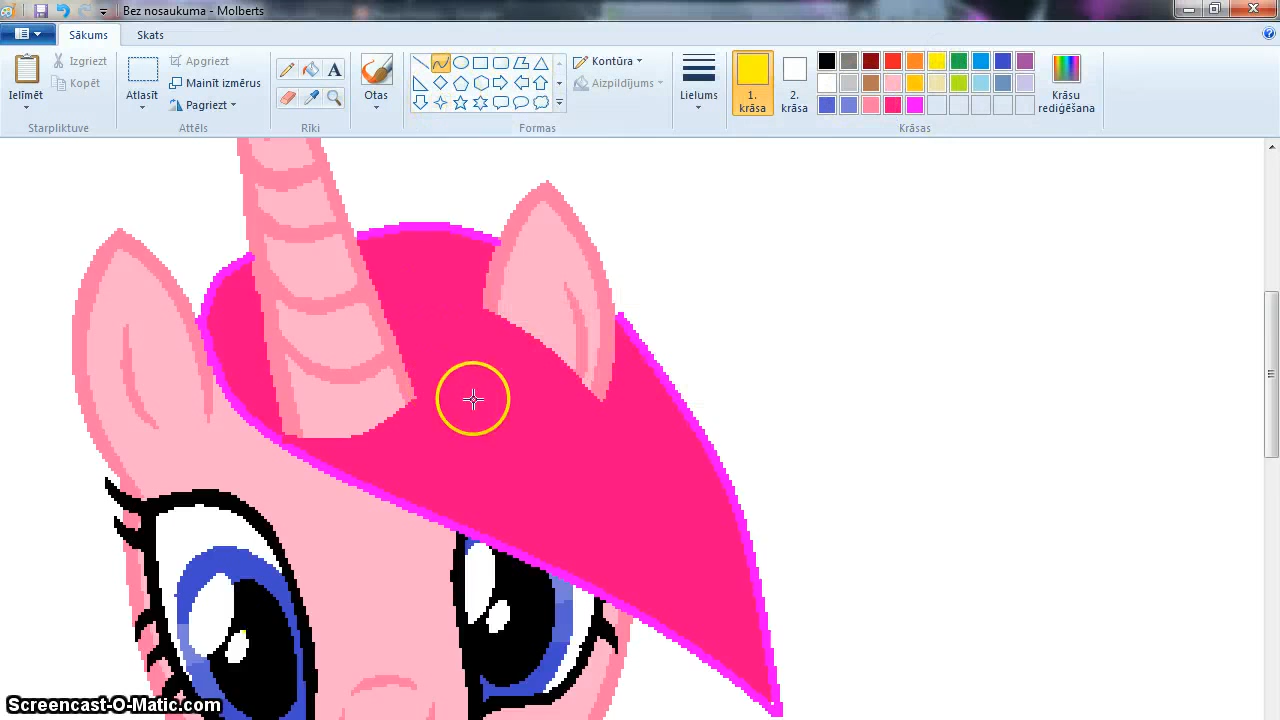 Bez nosaukuma - Molberts
Sākums Skats
Ielīmēt
Izgriezt
Kopēt
Starpliktuve
Atlasīt
Apgriezt
Mainīt izmērus
Pagriezt
Attēls
A
Rīki
Otas
Kontūra
Aizpildījums
Formas
Lielums
1.
krāsa
2.
krāsa
Krāsu
rediģēšana
Krāsas
Screencast-O-Matic.com